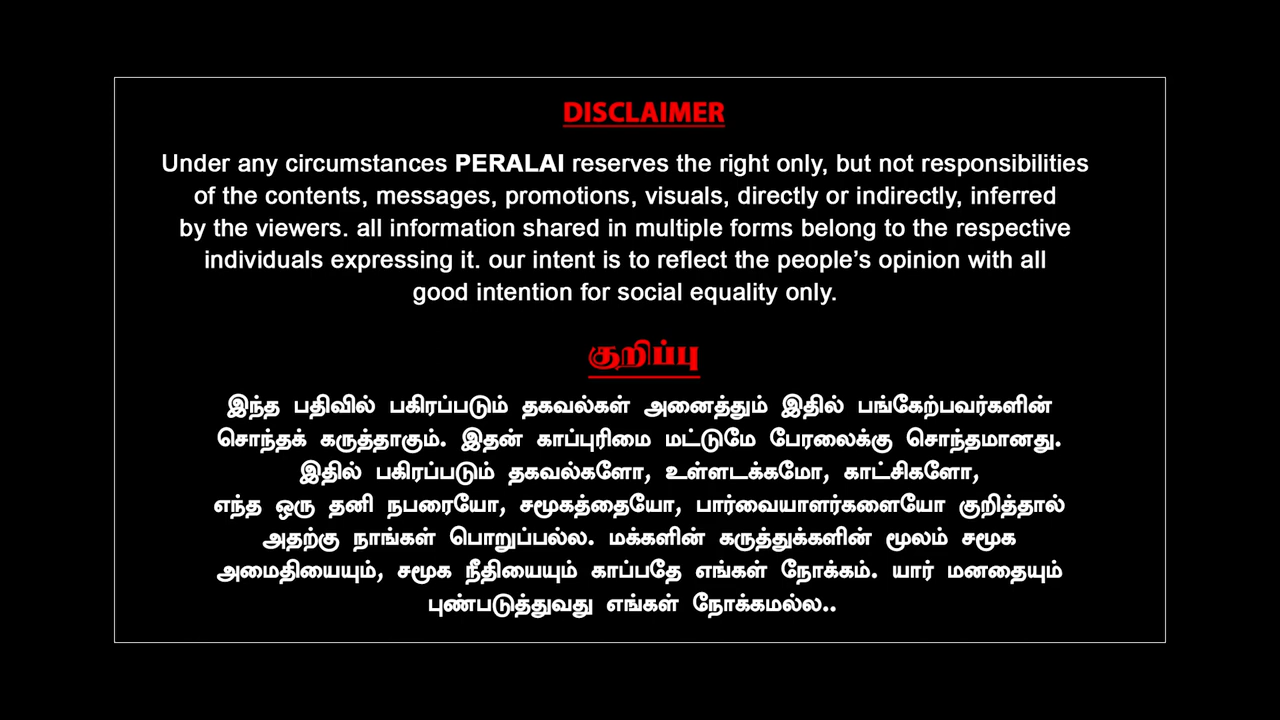 DISCLAIMER
Under any circumstances PERALAI reserves the right only, but not responsibilities
of the contents, messages, promotions, visuals, directly or indirectly, inferred
by the viewers. all information shared in multiple forms belong to the respective
individuals expressing it. our intent is to reflect the people’s opinion with all
good intention for social equality only.
குறிப்பு
இந்த பதிவில் பகிரப்படும் தகவல்கள் அனைத்தும் இதில் பங்கேற்பவர்களின்
சொந்தக் கருத்தாகும். இதன் காப்புரிமை மட்டுமே பேரலைக்கு சொந்தமானது.
இதில் பகிரப்படும் தகவல்களோ, உள்ளடக்கமோ, காட்சிகளோ,
எந்த ஒரு தனி நபரையோ, சமூகத்தையோ, பார்வையாளர்களையோ குறித்தால்
அதற்கு நாங்கள் பொறுப்பல்ல. மக்களின் கருத்துக்களின் மூலம் சமூக
அமைதியையும், சமூக நீதியையும் காப்பதே எங்கள் நோக்கம். யார் மனதையும்
புண்படுத்துவது எங்கள் நோக்கமல்ல..